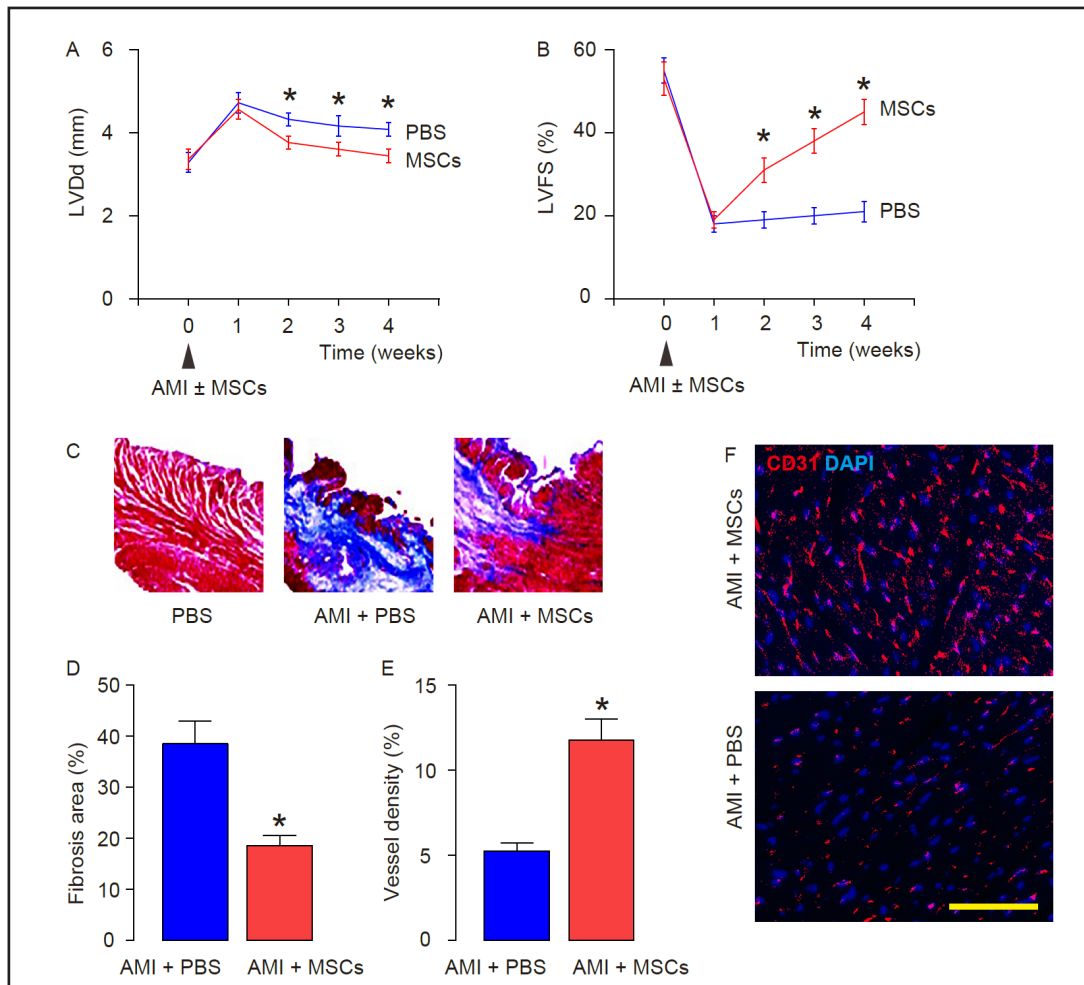 A
6
4
2
0
LVDd (mm)
* * *
PBS
MSCs
0 1 2 3 4
Time (weeks)
AMI ± MSCs
B
60
40
20
0
LVFS (%)
* * *
MSCs
PBS
0 1 2 3 4
Time (weeks)
AMI ± MSCs
C
PBS
AMI + PBS
AMI + MSCs
D
50
40
30
20
10
0
Fibrosis area (%)
*
AMI + PBS
AMI + MSCs
E
15
10
5
0
Vessel density (%)
*
AMI + PBS
AMI + MSCs
F
CD31 DAPI
AMI + MSCs
AMI + PBS